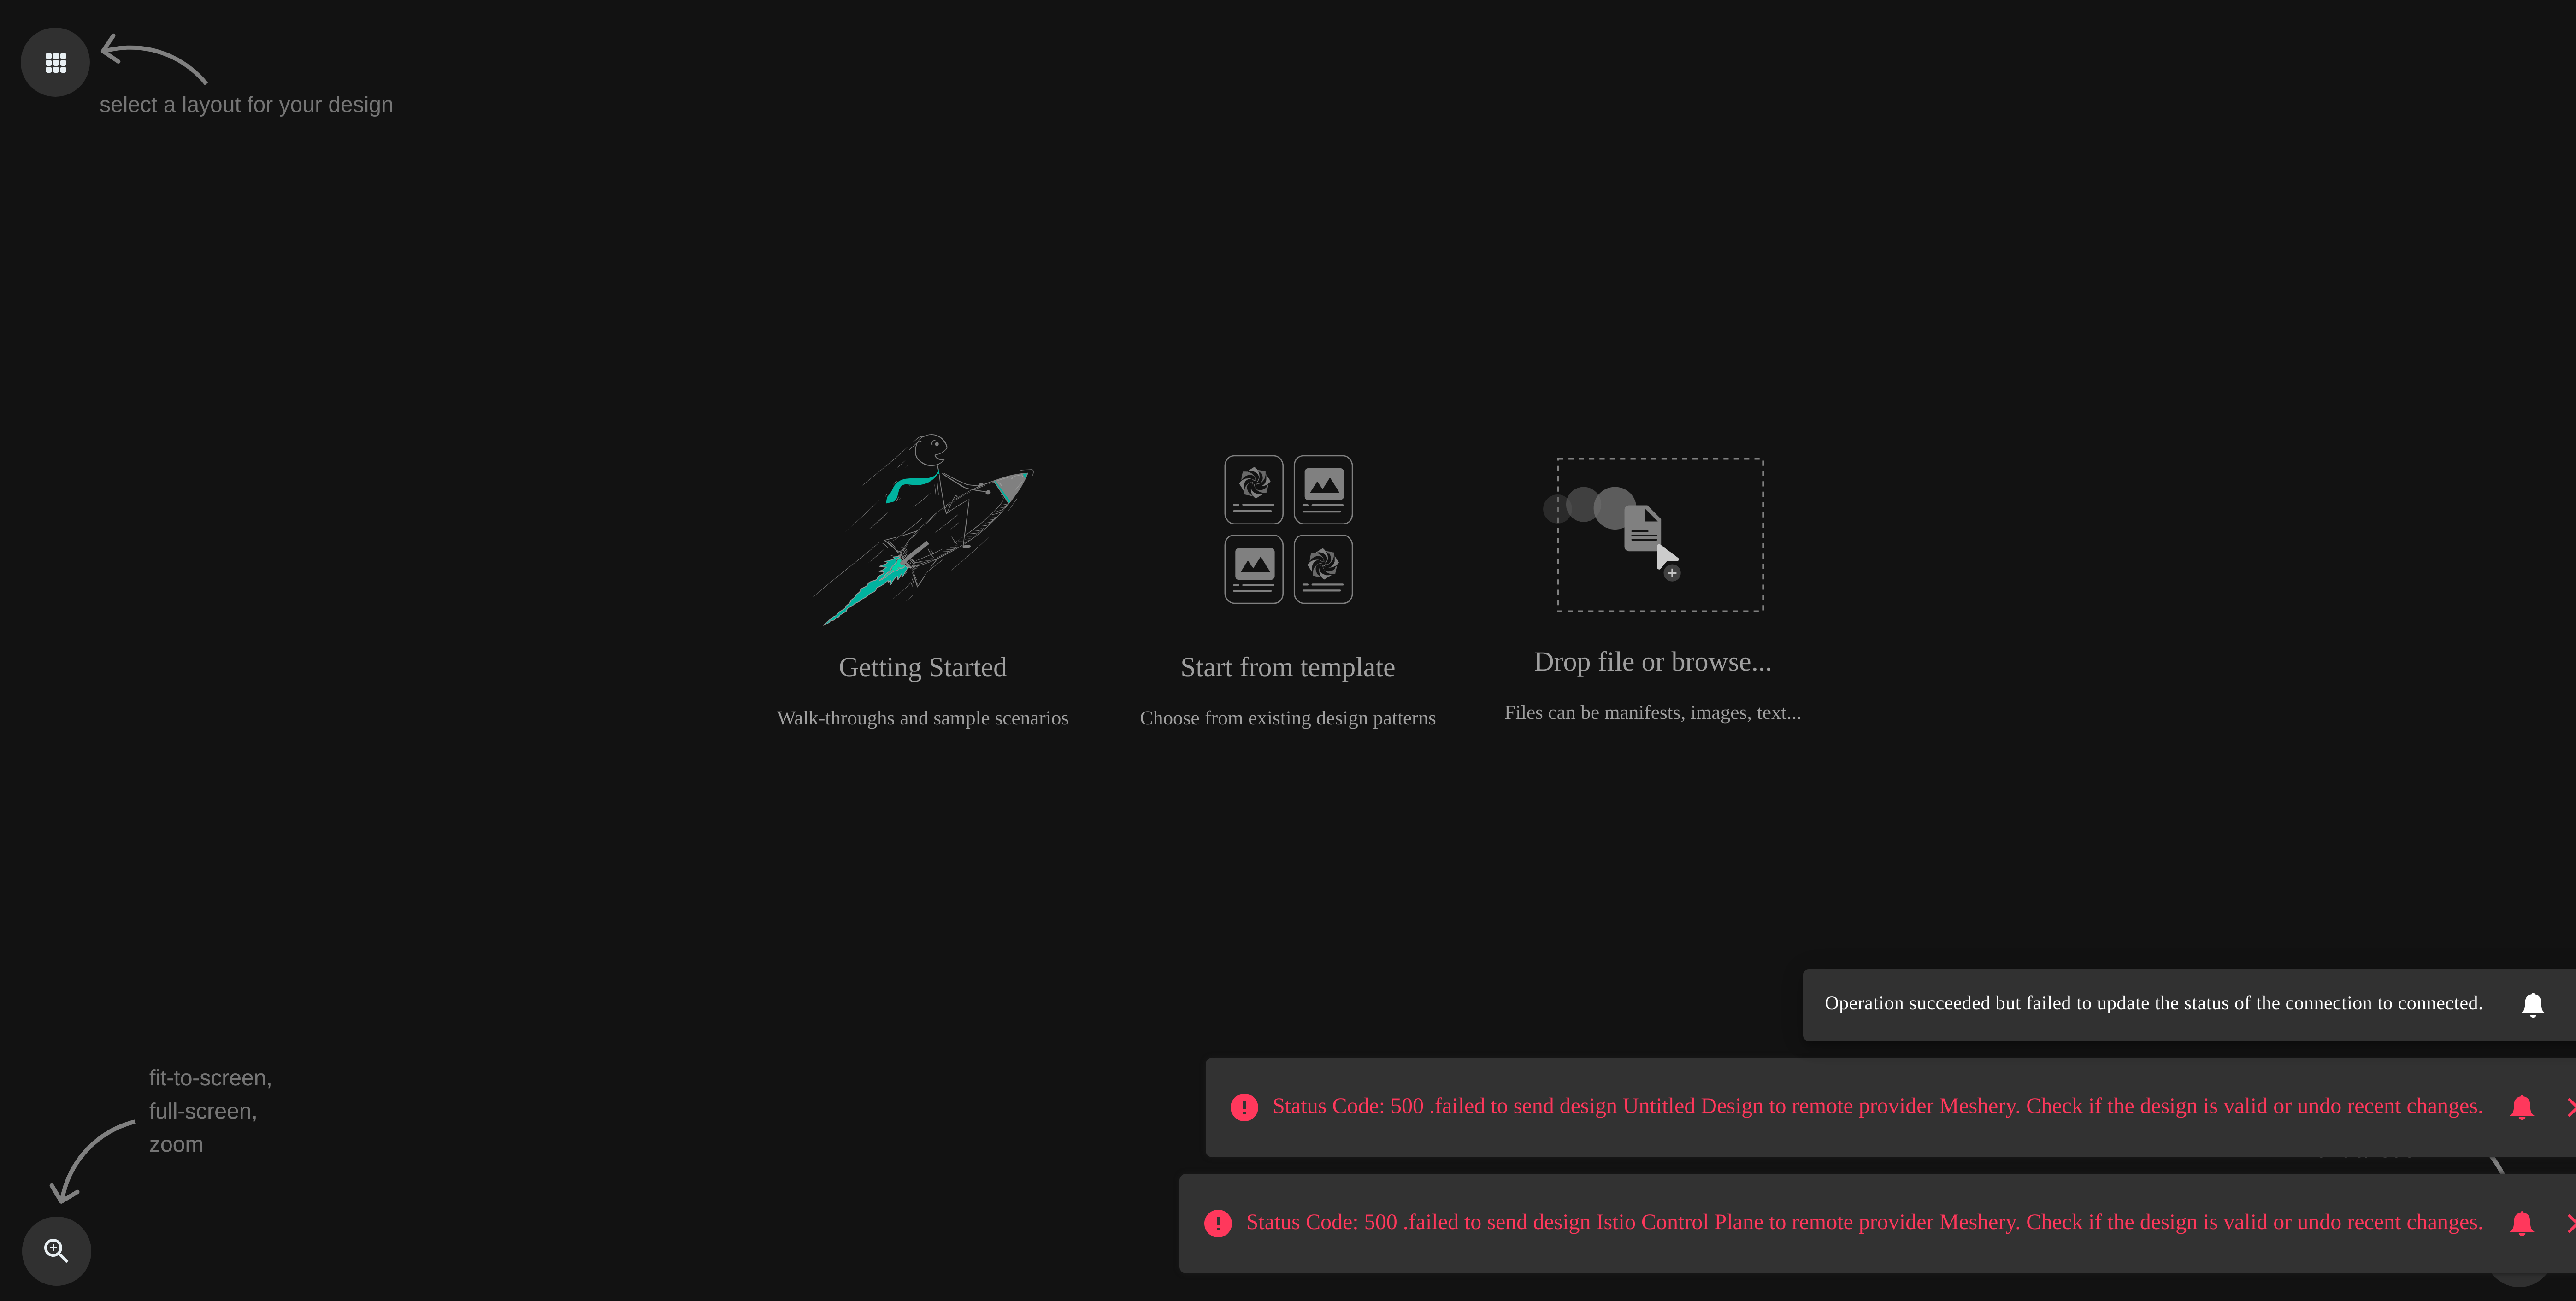 select a layout for your design
Getting Started
Walk-throughs and sample scenarios
Start from template
Choose from existing design patterns
Drop file or browse...
Files can be manifests, images, text...
Operation succeeded but failed to update the status of the connection to connected.
fit-to-screen,
full-screen,
zoom
Status Code: 500 .failed to send design Untitled Design to remote provider Meshery. Check if the design is valid or undo recent changes.
Status Code: 500 .failed to send design Istio Control Plane to remote provider Meshery. Check if the design is valid or undo recent changes.